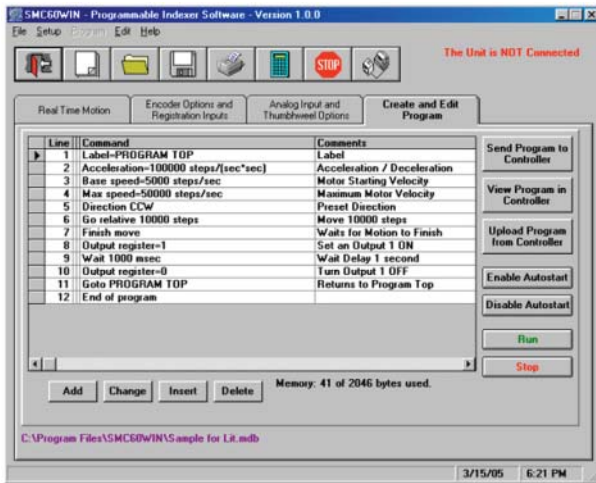 SMC60WIN - Programmable Indexer Software - Version 1.0.0
File Setup Program Edit Help
STOP
The Unit is NOT Connected
Real Time Motion
Encoder Options and Registration Inputs
Analog Input and Thumbwheel Options
Create and Edit Program
Line Command Comments
1 Label=PROGRAM TOP Label
2 Acceleration=100000 steps/(sec*sec) Acceleration / Deceleration
3 Base speed=5000 steps/sec Motor Starting Velocity
4 Max speed=50000 steps/sec Maximum Motor Velocity
5 Direction CCW Preset Direction
6 Go relative 10000 steps Move 10000 steps
7 Finish move Waits for Motion to Finish
8 Output register=1 Set an Output 1 ON
9 Wait 1000 msec Wait Delay 1 second
10 Output register=0 Turn Output 1 OFF
11 Goto PROGRAM TOP Returns to Program Top
12 End of program
Send Program to Controller
View Program in Controller
Upload Program from Controller
Enable Autostart
Disable Autostart
Run
Stop
Add Change Insert Delete
Memory: 41 of 2046 bytes used.
C:\Program Files\SMC60WIN\Sample for Lit.mdb
3/15/05 6:21 PM